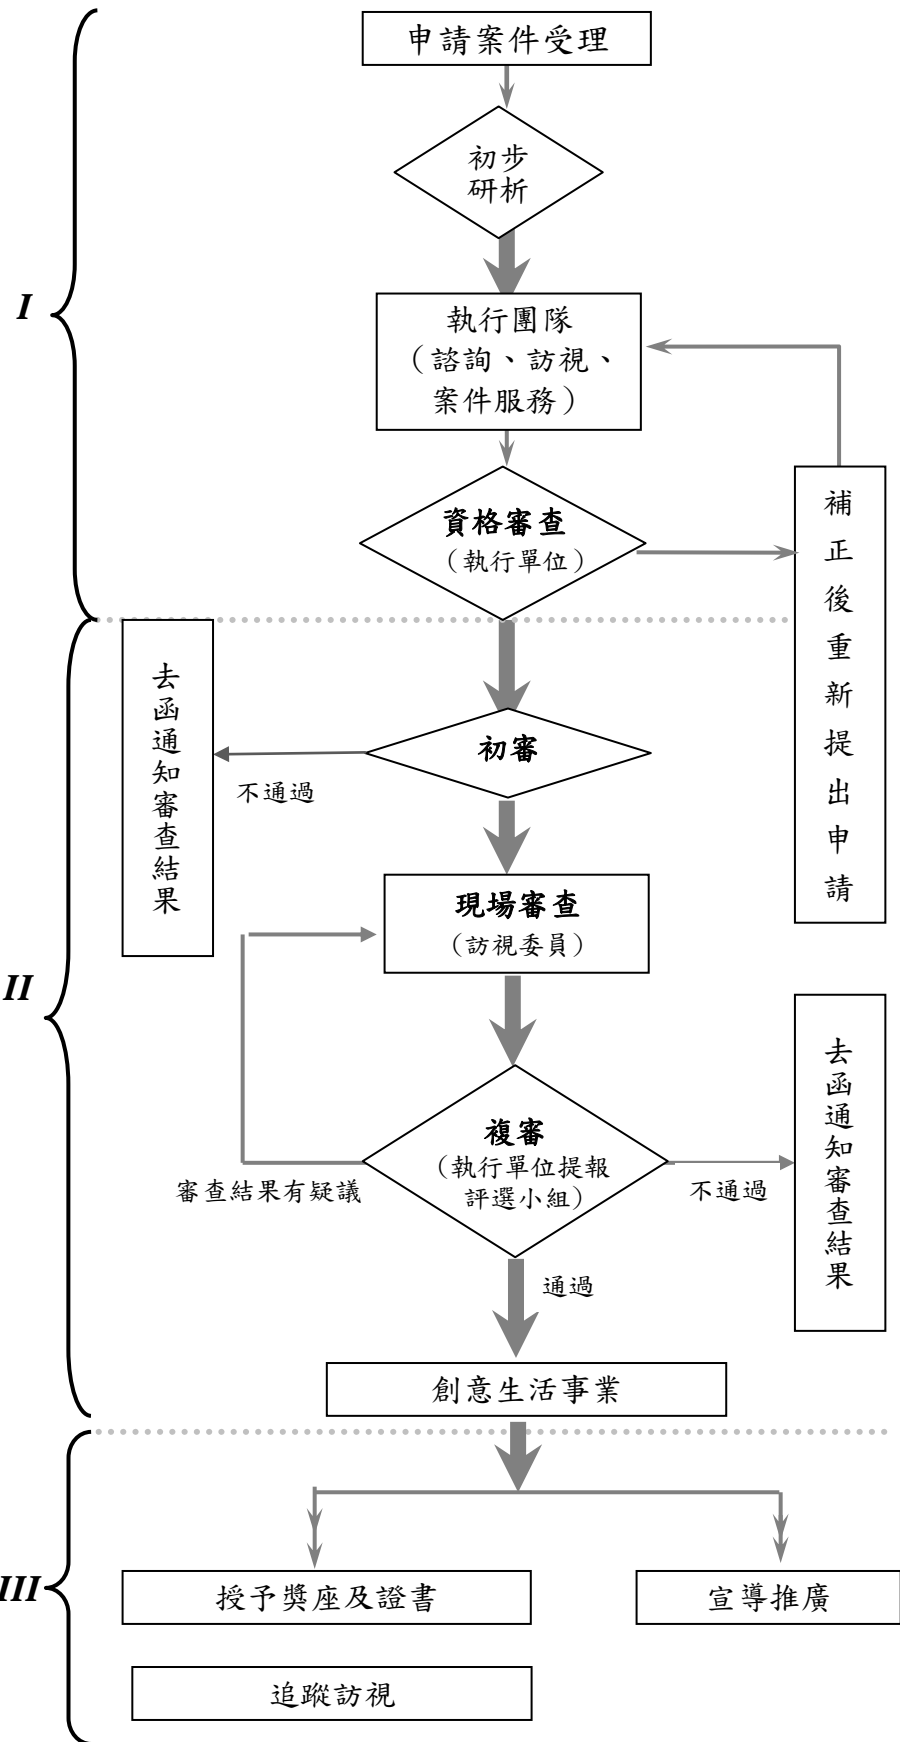 申請案件受理
初步
研析
I
執行團隊
（諮詢、訪視、
案件服務）
資格審查
（執行單位）
補正後重新提出申請
去函通知審查結果
初審
不通過
現場審查
（訪視委員）
II
複審
（執行單位提報
評選小組）
審查結果有疑議
不通過
去函通知審查結果
通過
創意生活事業
III
授予獎座及證書
宣導推廣
追蹤訪視